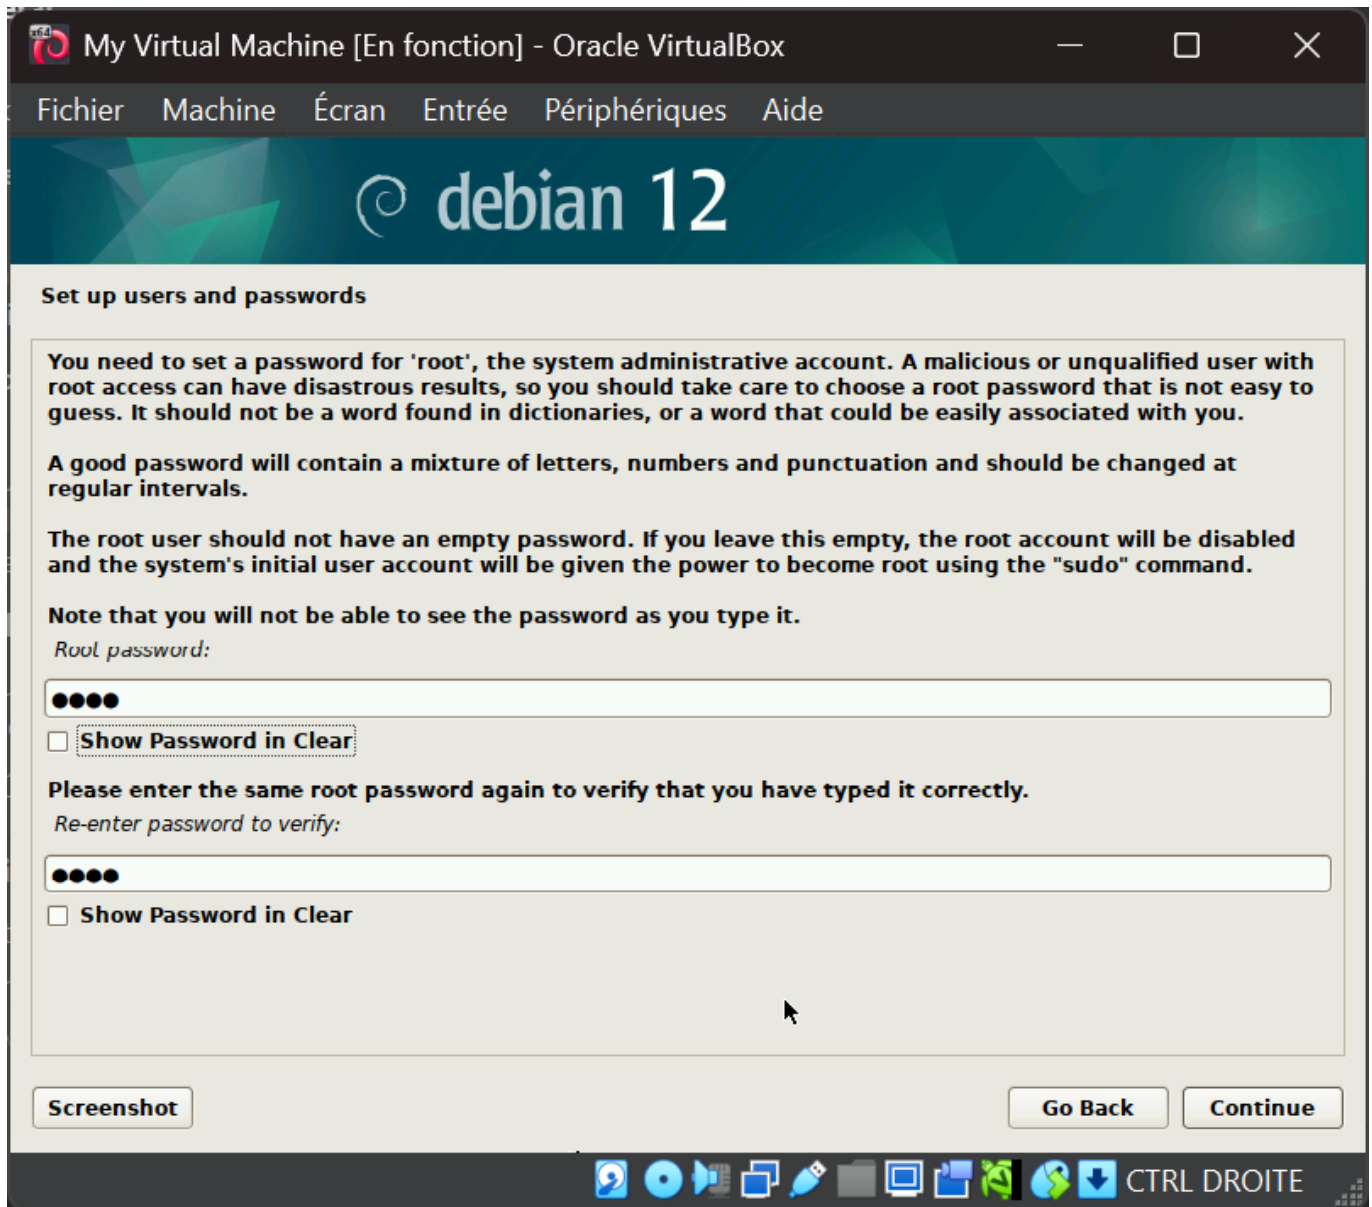 My Virtual Machine [En fonction] - Oracle VirtualBox
Fichier Machine Écran Entrée Périphériques Aide
debian 12
Set up users and passwords
You need to set a password for 'root', the system administrative account. A malicious or unqualified user with
root access can have disastrous results, so you should take care to choose a root password that is not easy to
guess. It should not be a word found in dictionaries, or a word that could be easily associated with you.
A good password will contain a mixture of letters, numbers and punctuation and should be changed at
regular intervals.
The root user should not have an empty password. If you leave this empty, the root account will be disabled
and the system's initial user account will be given the power to become root using the "sudo" command.
Note that you will not be able to see the password as you type it.
Root password:
●●●●
Show Password in Clear
Please enter the same root password again to verify that you have typed it correctly.
Re-enter password to verify:
●●●●
Show Password in Clear
Screenshot Go Back Continue
CTRL DROITE